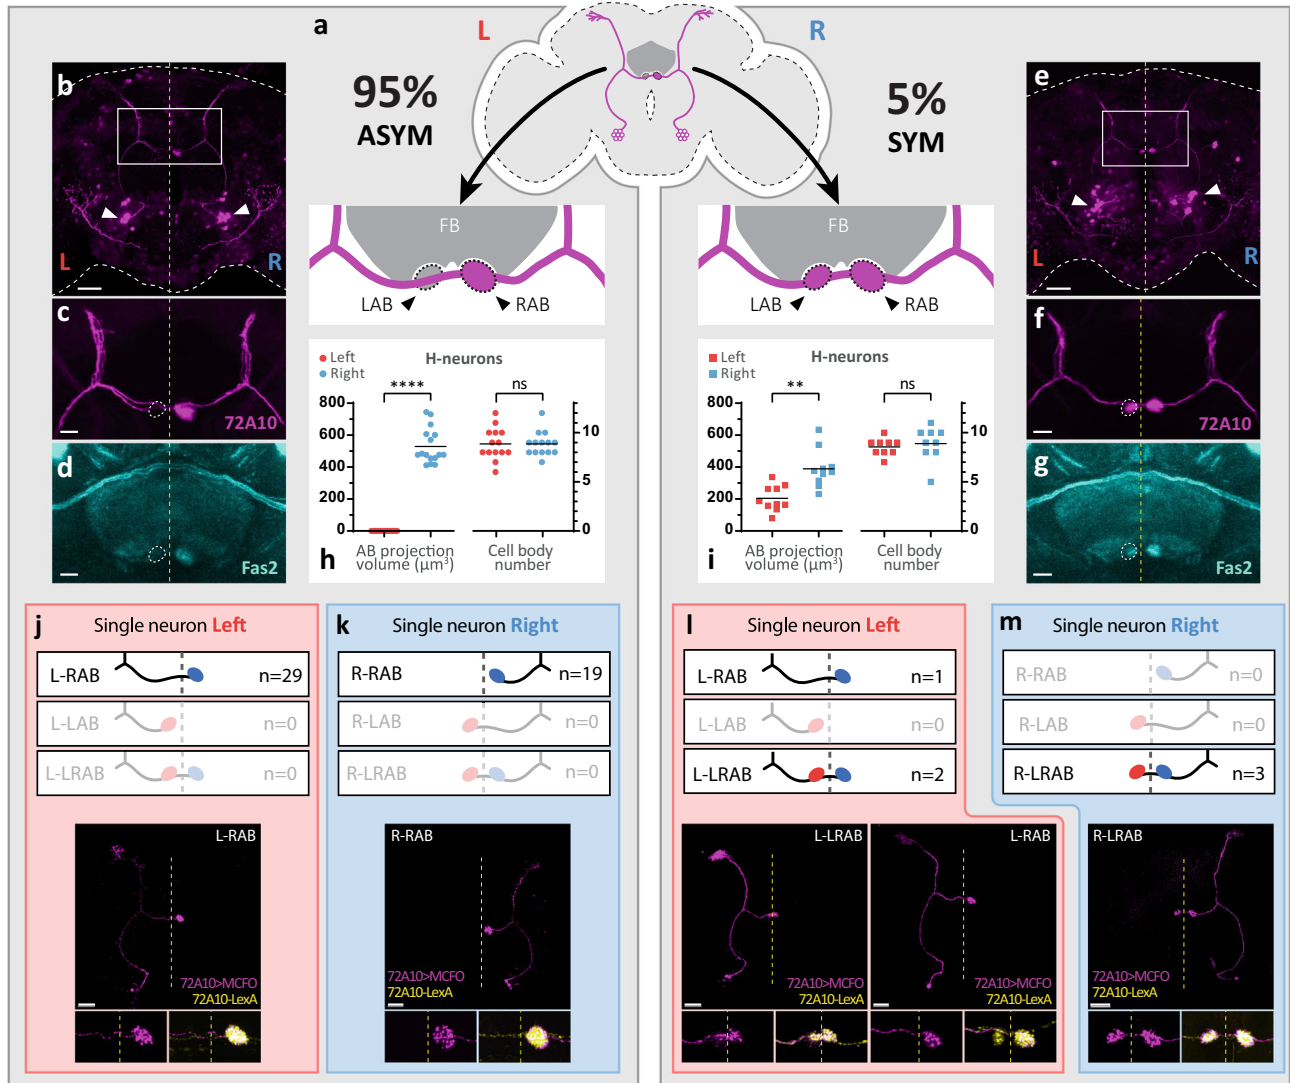 a
L
R
95%
ASYM
5%
SYM
b
L
R
c
72A10
d
Fas2
FB
LAB
RAB
Left
Right
H-neurons
****
ns
800
600
400
200
0
10
5
0
AB projection
volume (μm³)
Cell body
number
h
FB
LAB
RAB
Left
Right
H-neurons
**
ns
800
600
400
200
0
10
5
0
AB projection
volume (μm³)
Cell body
number
i
e
L
R
f
72A10
g
Fas2
j
Single neuron Left
L-RAB
n=29
L-LAB
n=0
L-LRAB
n=0
L-RAB
72A10>MCFO
72A10-LexA
k
Single neuron Right
R-RAB
n=19
R-LAB
n=0
R-LRAB
n=0
R-RAB
72A10>MCFO
72A10-LexA
l
Single neuron Left
L-RAB
n=1
L-LAB
n=0
L-LRAB
n=2
L-LRAB
72A10>MCFO
72A10-LexA
L-RAB
72A10>MCFO
72A10-LexA
m
Single neuron Right
R-RAB
n=0
R-LAB
n=0
R-LRAB
n=3
R-LRAB
72A10>MCFO
72A10-LexA